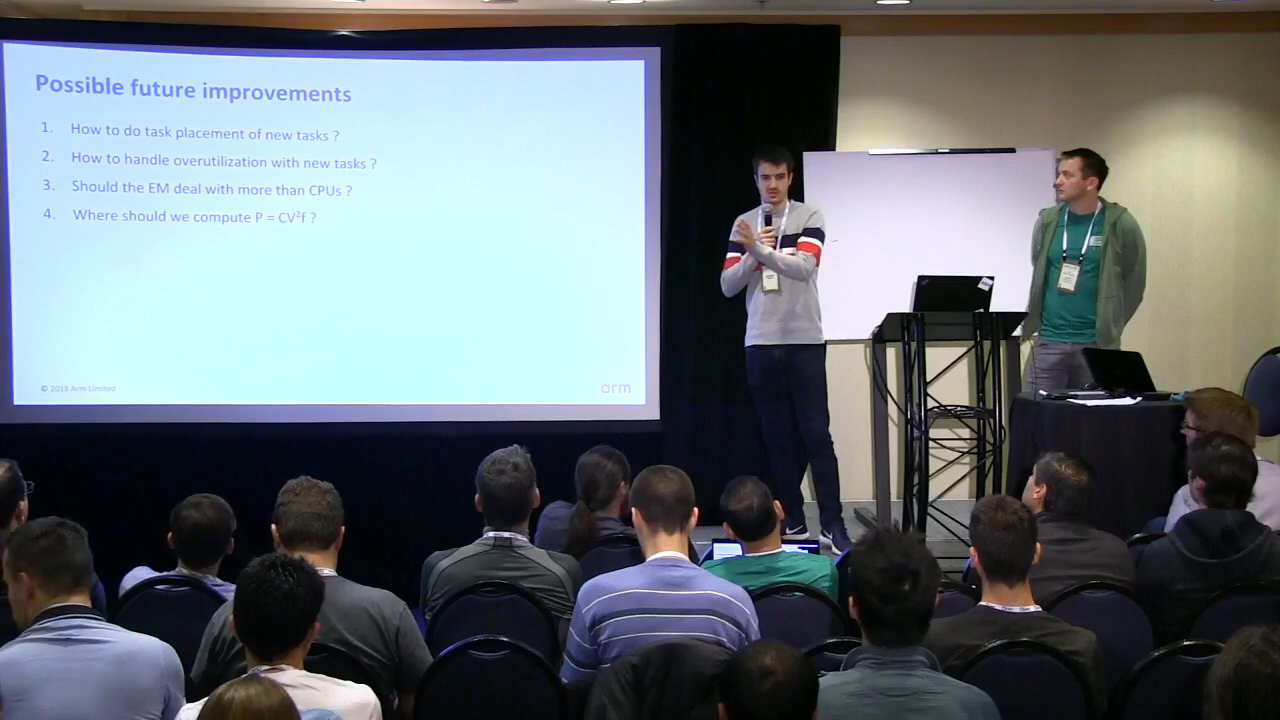 Possible future improvements
1. How to do task placement of new tasks ?
2. How to handle overutilization with new tasks ?
3. Should the EM deal with more than CPUs ?
4. Where should we compute P = CV²f ?
© 2018 Arm Limited
arm